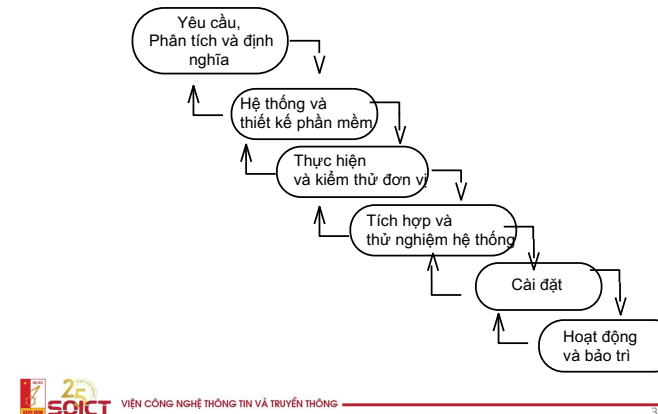 Yêu cầu,
Phân tích và định
nghĩa
Hệ thống và
thiết kế phần mềm
Thực hiện
và kiểm thử đơn vị
Tích hợp và
thử nghiệm hệ thống
Cài đặt
Hoạt động
và bảo trì
25
SOICT
VIỆN CÔNG NGHỆ THÔNG TIN VÀ TRUYỀN THÔNG
3